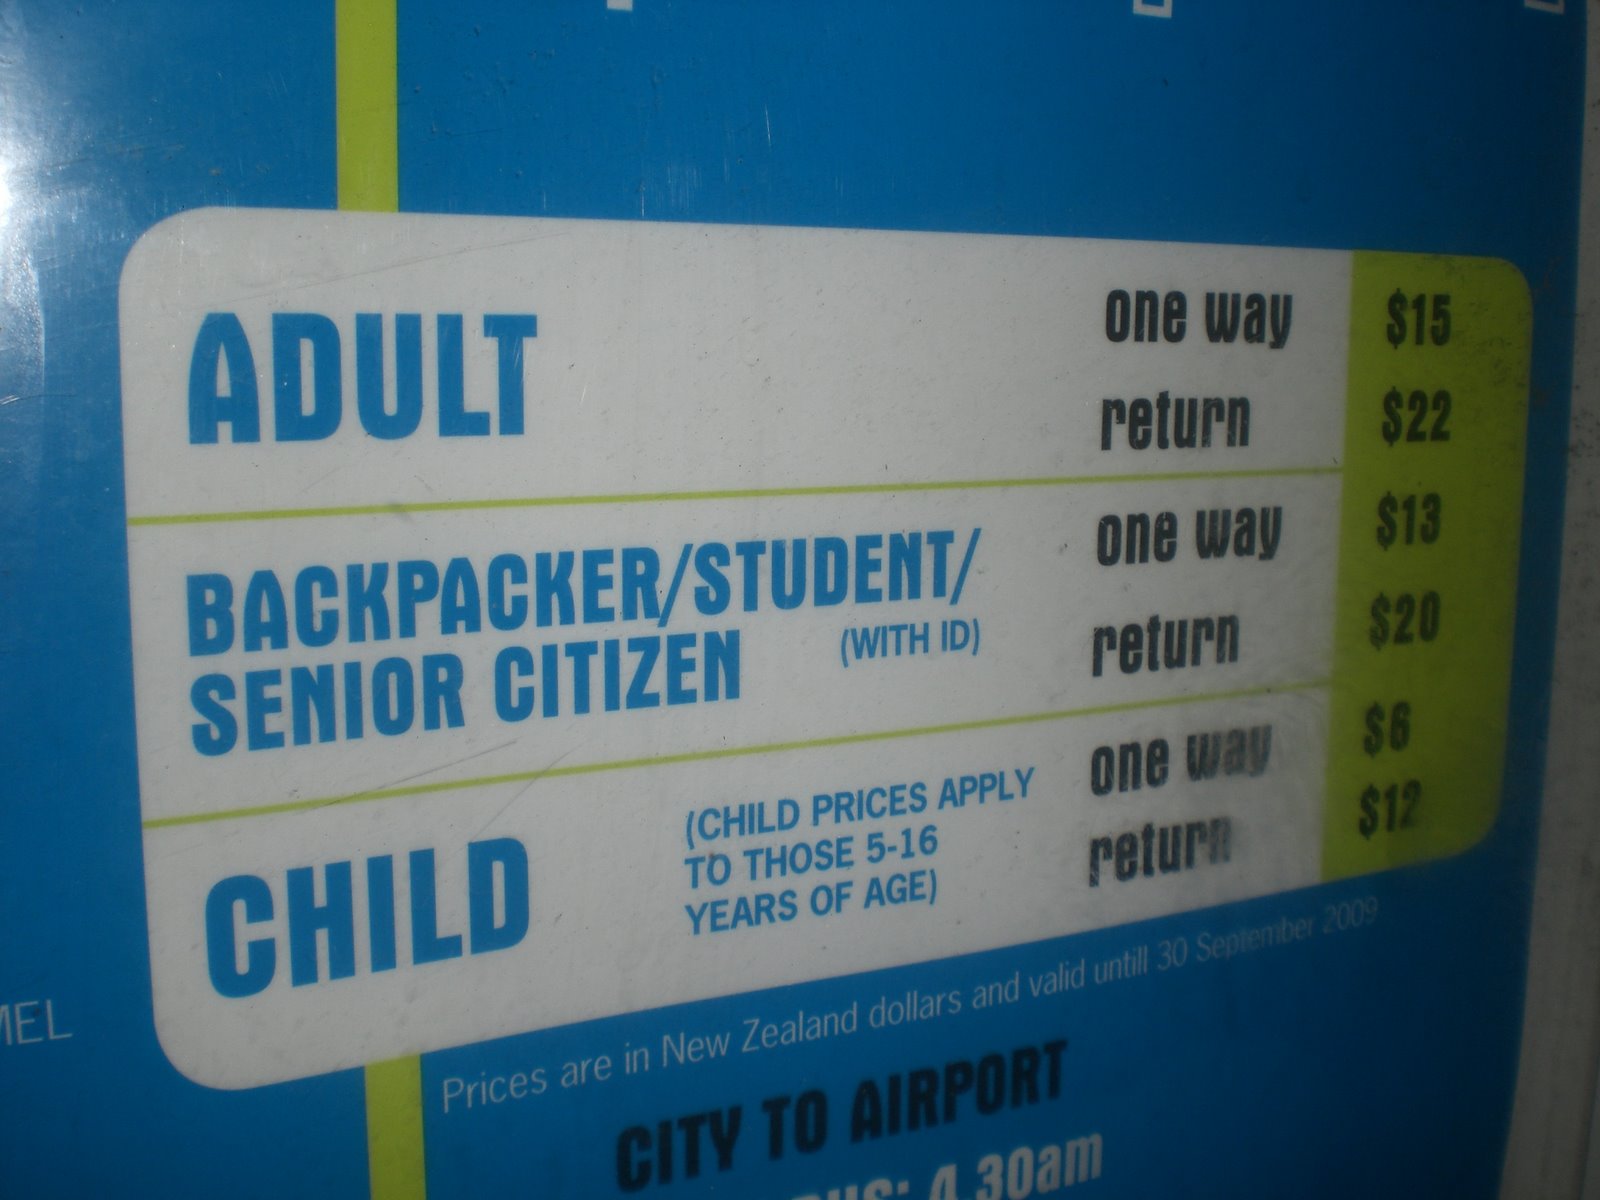 ADULT
one way $15
return $22
BACKPACKER/STUDENT/
SENIOR CITIZEN (WITH ID)
one way $13
return $20
CHILD
(CHILD PRICES APPLY
TO THOSE 5-16
YEARS OF AGE)
one way $6
return $12
MEL
Prices are in New Zealand dollars and valid untill 30 September 2009
CITY TO AIRPORT
BUS: 4.30am